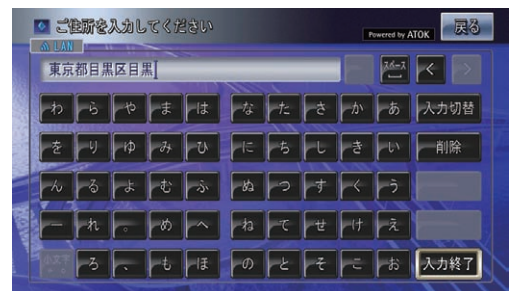 ご住所を入力してください
Powered by ATOK
戻る
LAN
東京都目黒区目黒
スペース
<
>
わ ら や ま は な た さ か あ 入力切替
を り ゆ み ひ に ち し き い 削除
ん る よ む ふ ぬ つ す く う
ー れ 。 め へ ね て せ け え
小文字 ろ 、 も ほ の と そ こ お 入力終了